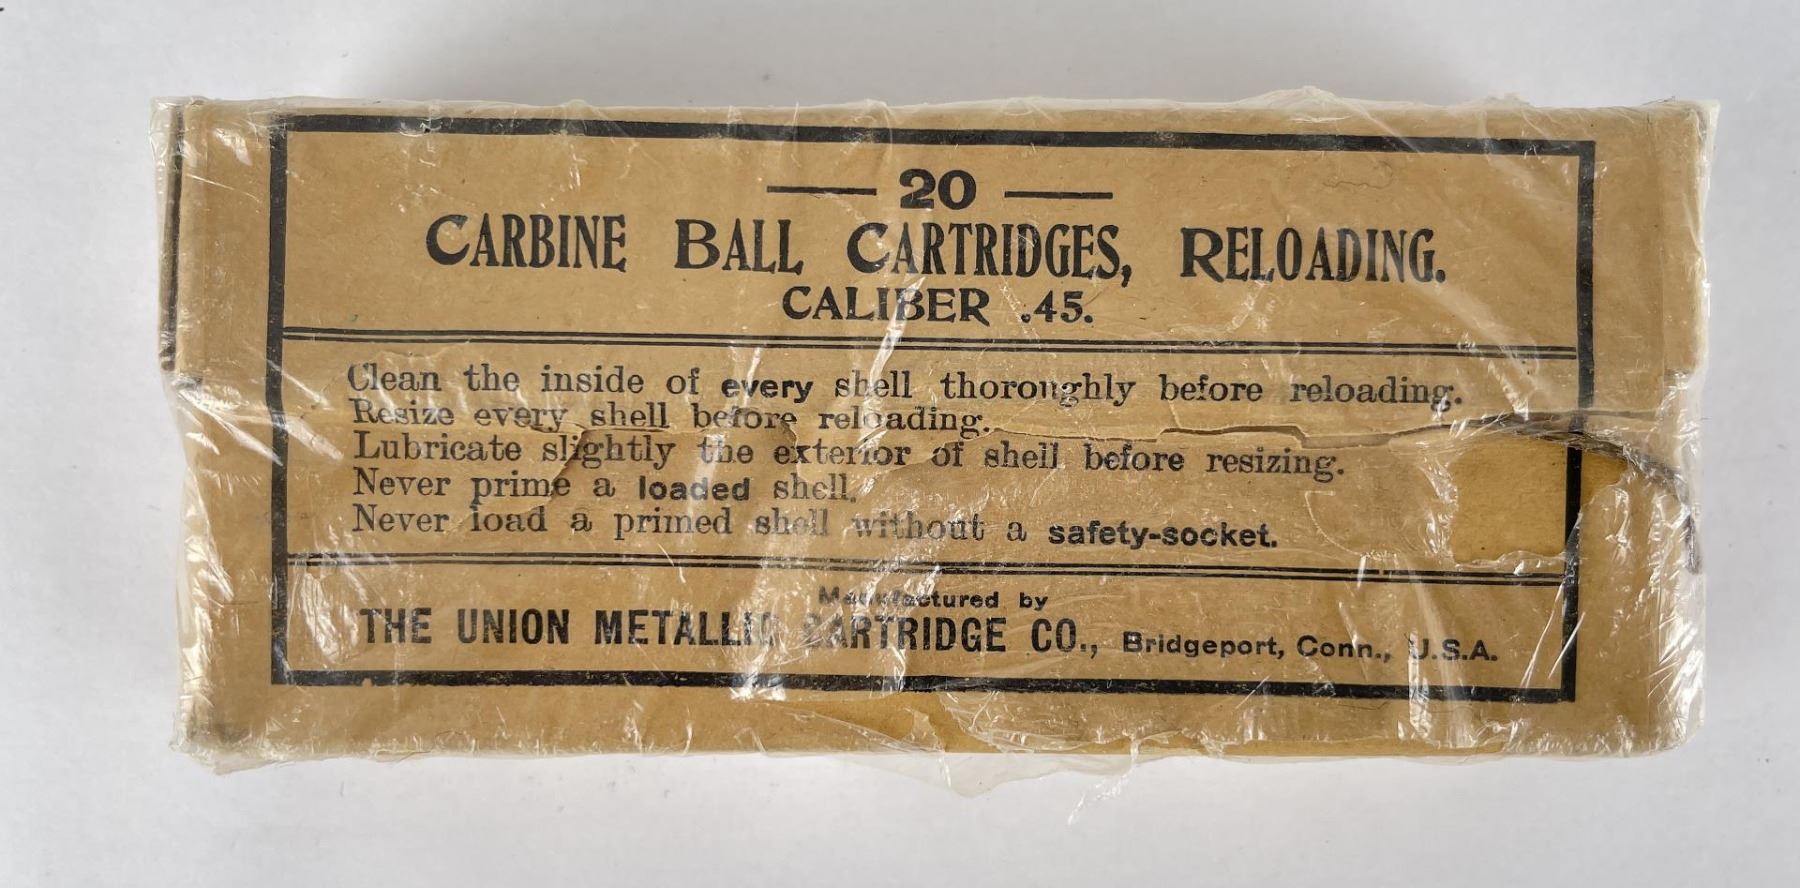 20
CARBINE BALL CARTRIDGES, RELOADING.
CALIBER .45.
Clean the inside of every shell thoroughly before reloading.
Resize every shell before reloading.
Lubricate slightly the exterior of shell before resizing.
Never prime a loaded shell.
Never load a primed shell without a safety-socket.
Manufactured by
THE UNION METALLIC CARTRIDGE CO., Bridgeport, Conn., U.S.A.